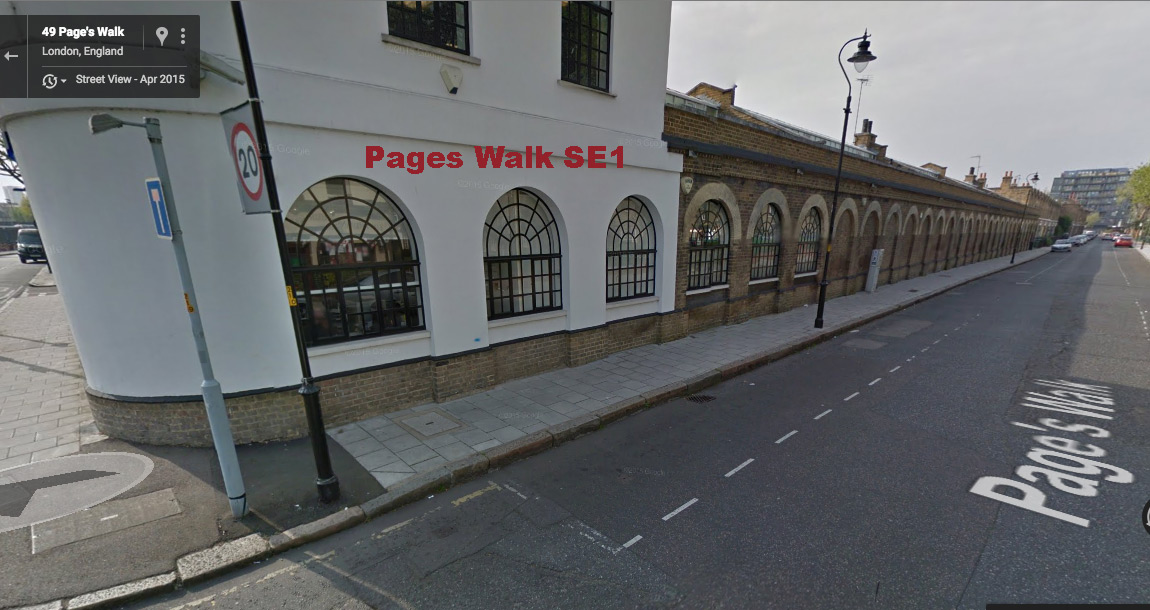 49 Page's Walk
London, England
Street View - Apr 2015
20
Pages Walk SE1
Page's Walk